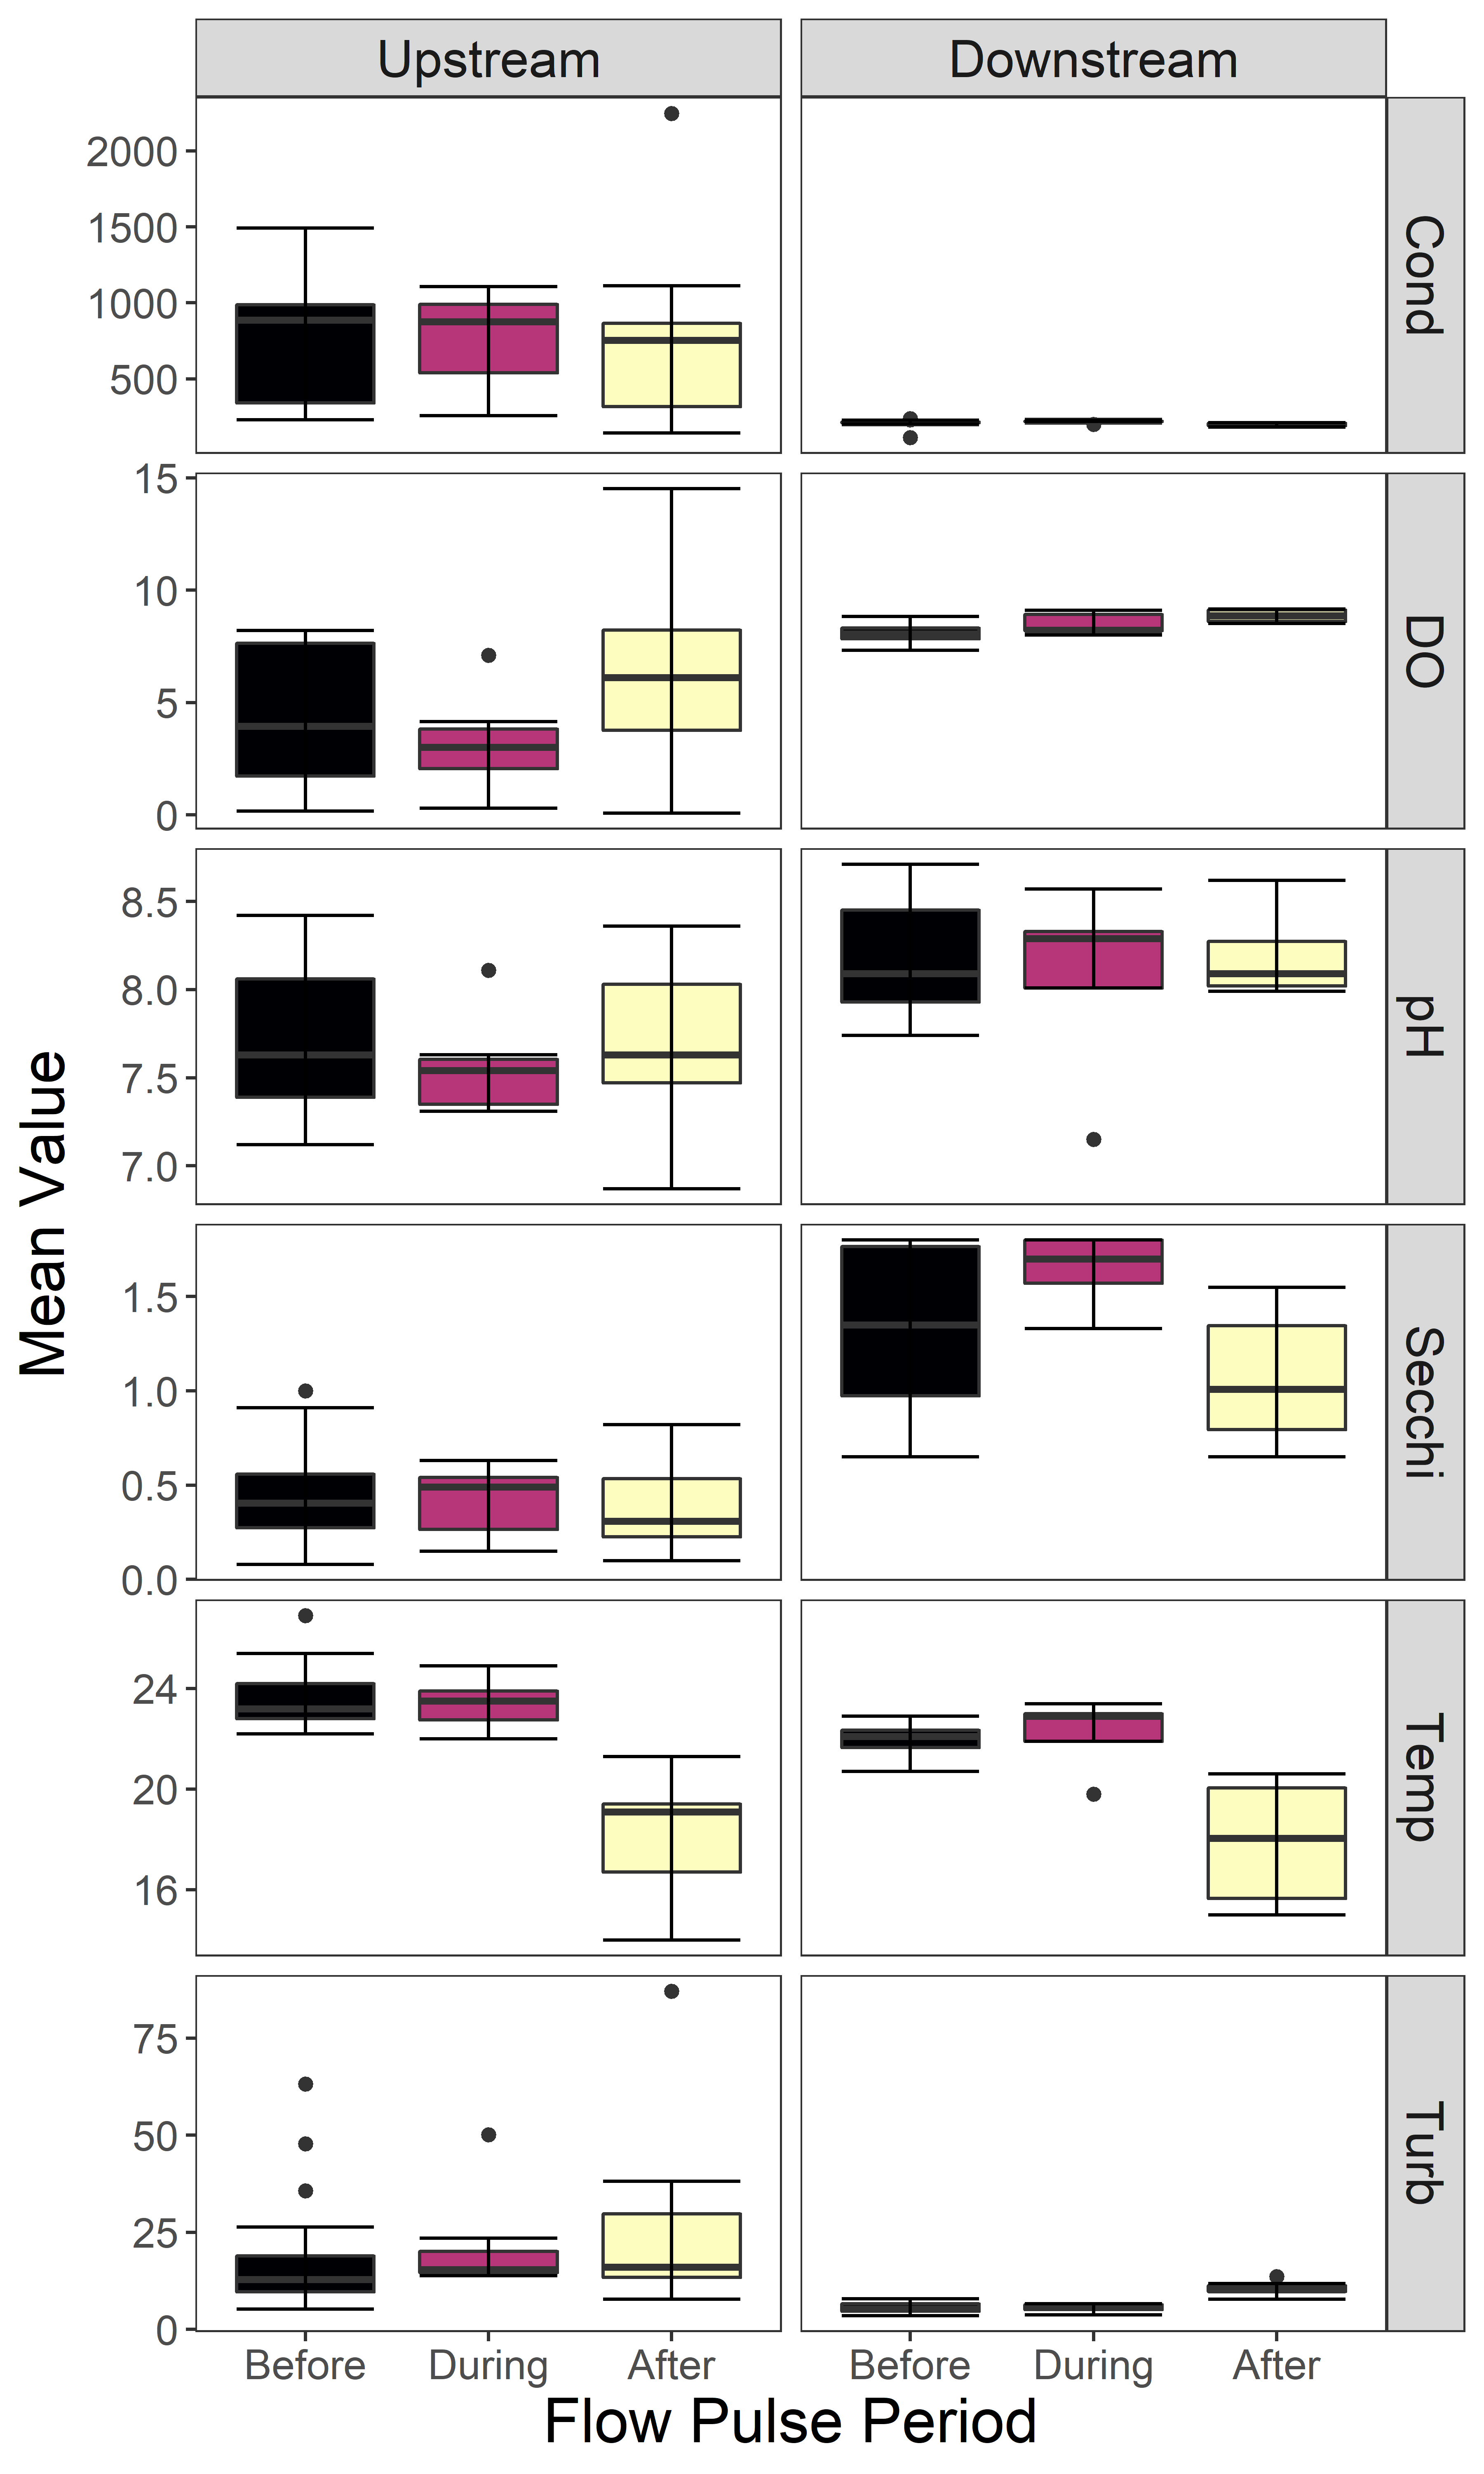 Upstream
Downstream
2000
1500
1000
500
Cond
15
10
5
0
DO
8.5
8.0
7.5
7.0
pH
1.5
1.0
0.5
0.0
Secchi
24
20
16
Temp
75
50
25
0
Turb
Mean Value
Before During After Before During After
Flow Pulse Period